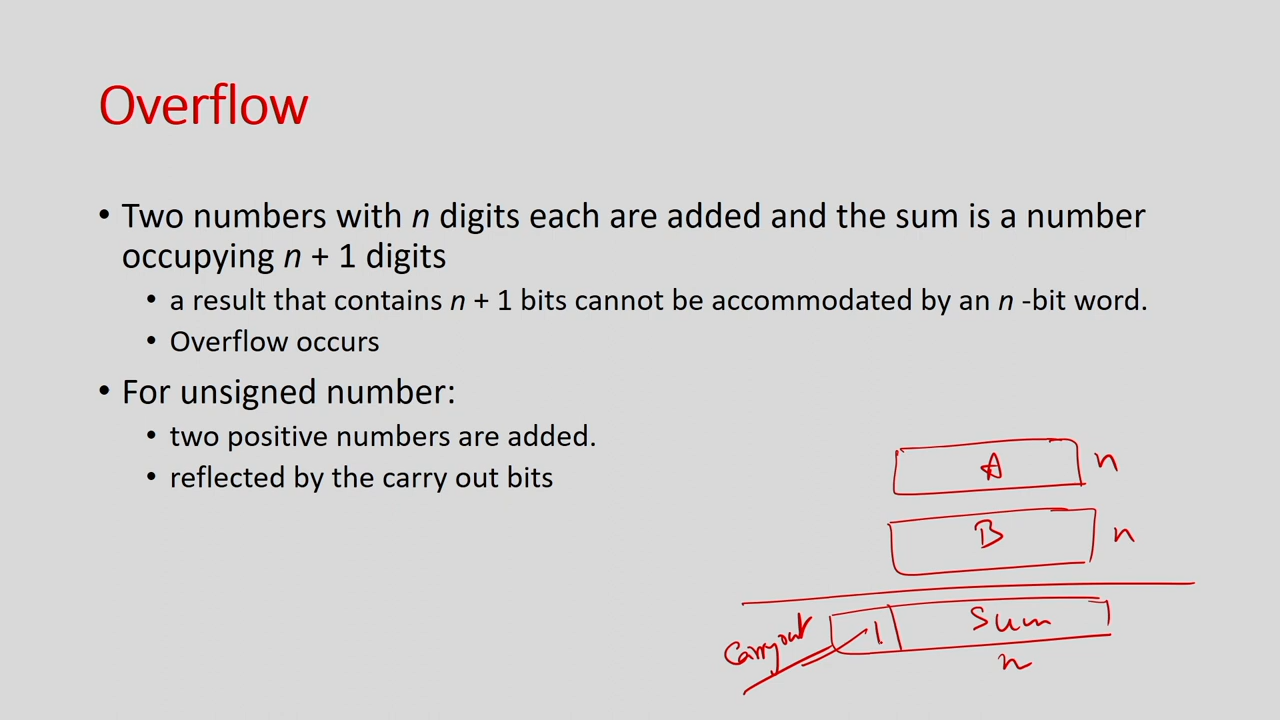 Overflow
• Two numbers with n digits each are added and the sum is a number
occupying n + 1 digits
• a result that contains n + 1 bits cannot be accommodated by an n -bit word.
• Overflow occurs
• For unsigned number:
• two positive numbers are added.
• reflected by the carry out bits
A n
B n
Carry out 1 Sum
n